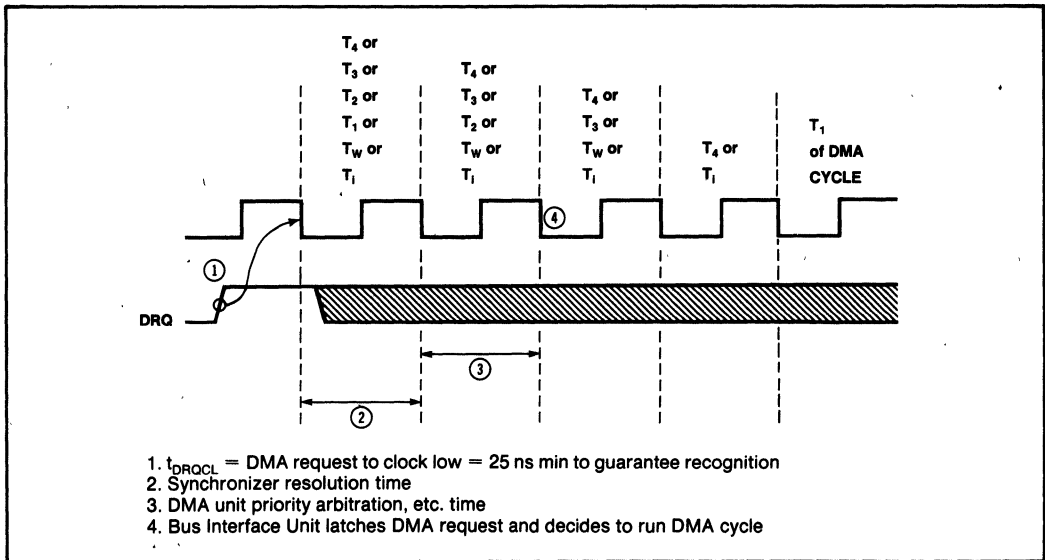 T4 or
T3 or
T2 or
T1 or
TW or
Ti
T4 or
T3 or
T2 or
TW or
Ti
T4 or
T3 or
TW or
Ti
T4 or
Ti
T1
of DMA
CYCLE
4
1
DRQ
3
2
1. tDRQCL = DMA request to clock low = 25 ns min to guarantee recognition
2. Synchronizer resolution time
3. DMA unit priority arbitration, etc. time
4. Bus Interface Unit latches DMA request and decides to run DMA cycle